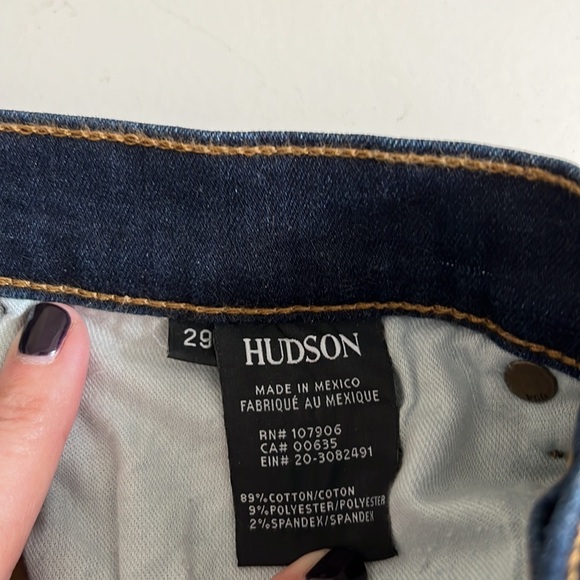 29
HUDSON
MADE IN MEXICO
FABRIQUÉ AU MEXIQUE
RN# 107906
CA# 00635
EIN# 20-3082491
89%COTTON/COTON
9%POLYESTER/POLYESTER
2%SPANDEX/SPANDEX